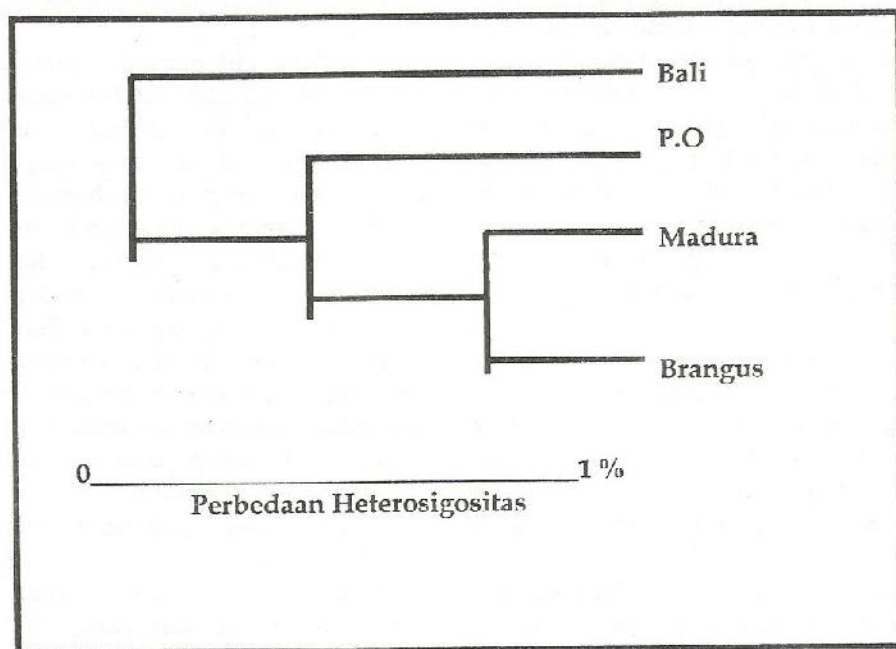 Bali
P.O
Madura
Brangus
0 1 %
Perbedaan Heterosigositas